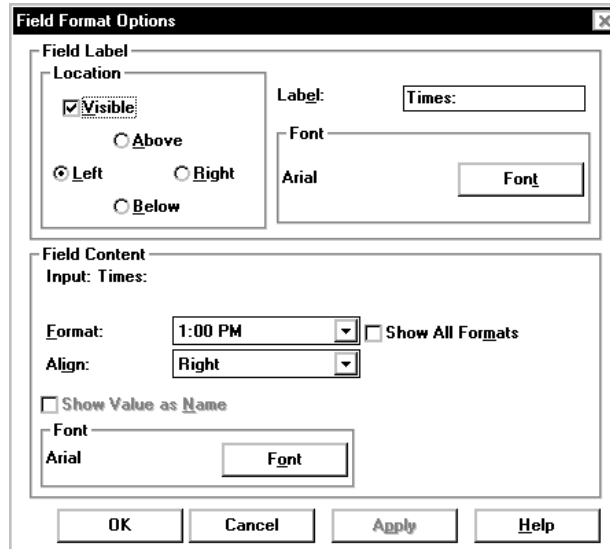 Field Format Options
Field Label
Location
Visible
Above
Left
Right
Below
Label:
Times:
Font
Arial
Font
Field Content
Input: Times:
Format:
1:00 PM
Show All Formats
Align:
Right
Show Value as Name
Font
Arial
Font
OK
Cancel
Apply
Help